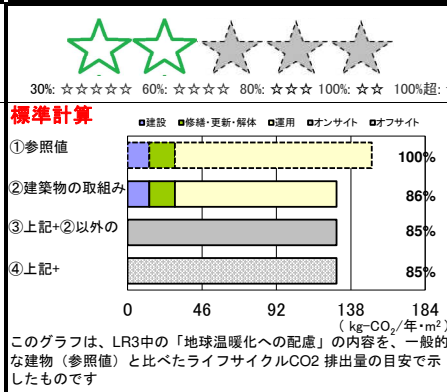 30%: ☆☆☆☆☆ 60%: ☆☆☆☆ 80%: ☆☆☆ 100%: ☆☆ 100%超:
標準計算
建設 修繕・更新・解体 運用 オンサイト オフサイト
①参照値 100%
②建築物の取組み 86%
③上記+②以外の 85%
④上記+ 85%
0 46 92 138 184
( kg-CO₂/年・m² )
このグラフは、LR3中の「地球温暖化への配慮」の内容を、一般的
な建物（参照値）と比べたライフサイクルCO2 排出量の目安で示
したものです